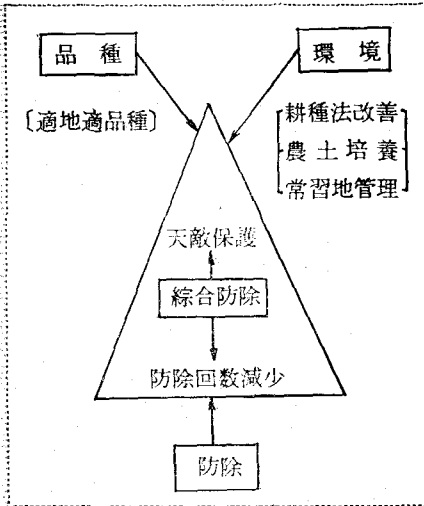 品種
環境
〔適地適品種〕
耕種法改善
農土培養
常習地管理
天敵保護
綜合防除
防除回數減少
防除